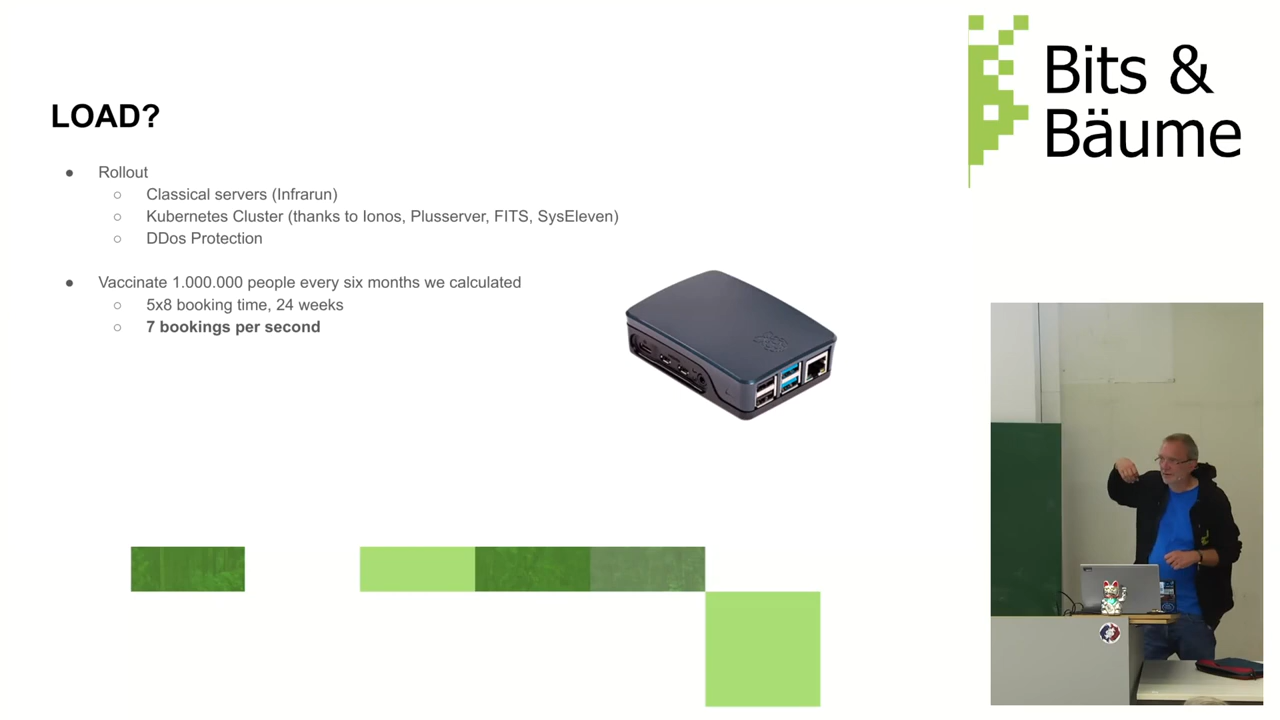 LOAD?
Rollout
Classical servers (Infrarun)
Kubernetes Cluster (thanks to Ionos, Plusserver, FITS, SysEleven)
DDos Protection
Vaccinate 1.000.000 people every six months we calculated
5x8 booking time, 24 weeks
7 bookings per second
Bits &
Bäume